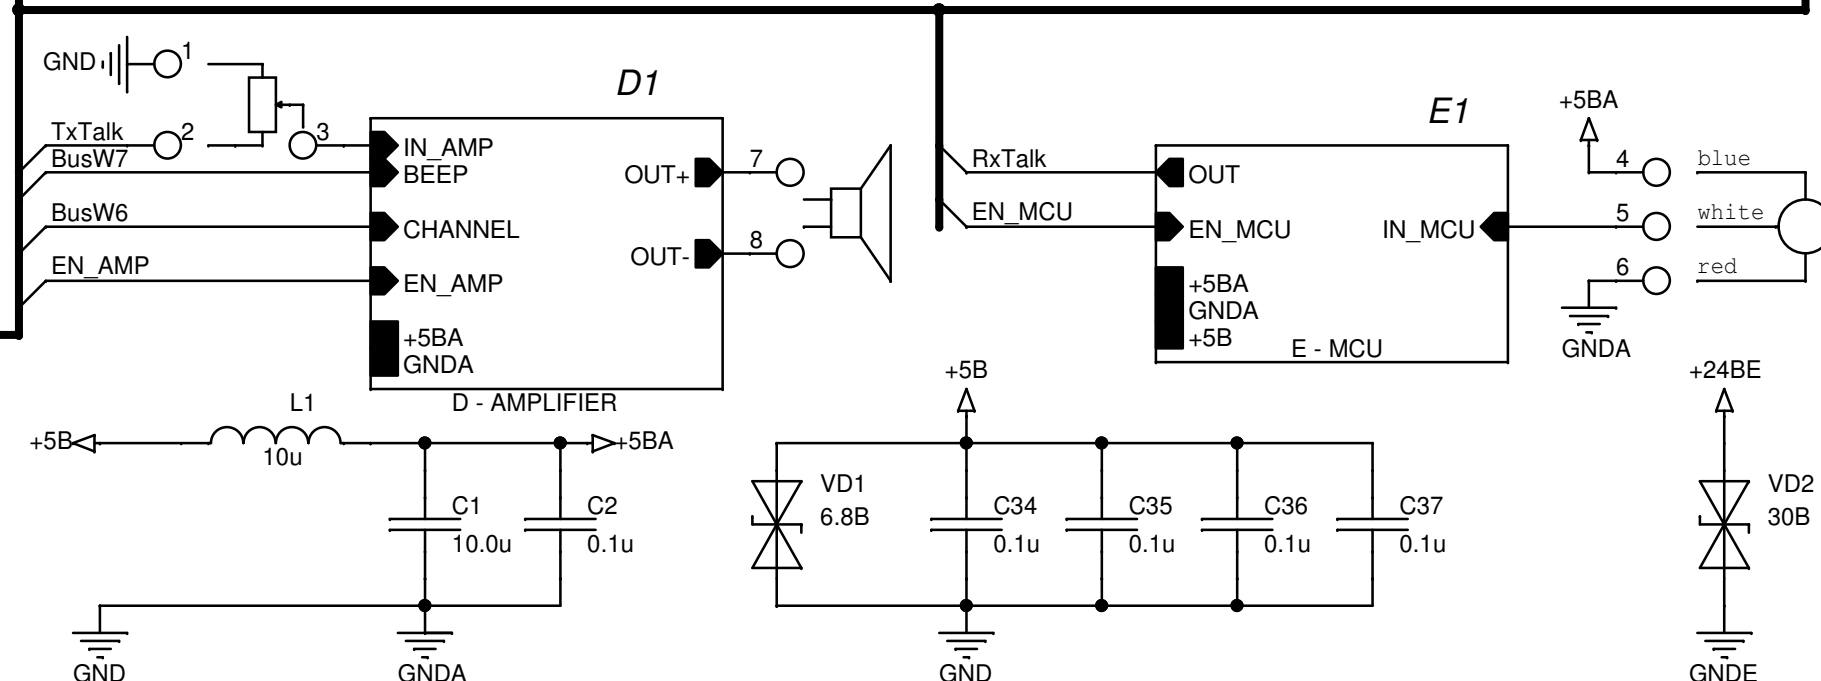 GND
1
TxTalk
2
3
BusW7
BusW6
EN_AMP
D1
IN_AMP
BEEP
CHANNEL
EN_AMP
+5BA
GNDA
OUT+
OUT-
7
8
D - AMPLIFIER
RxTalk
EN_MCU
E1
OUT
EN_MCU
IN_MCU
+5BA
GNDA
+5B
E - MCU
+5BA
4
blue
5
white
6
red
GNDA
+5B
L1
10u
+5BA
C1
10.0u
C2
0.1u
GND
GNDA
+5B
VD1
6.8B
C34
0.1u
C35
0.1u
C36
0.1u
C37
0.1u
GND
+24BE
VD2
30B
GNDE